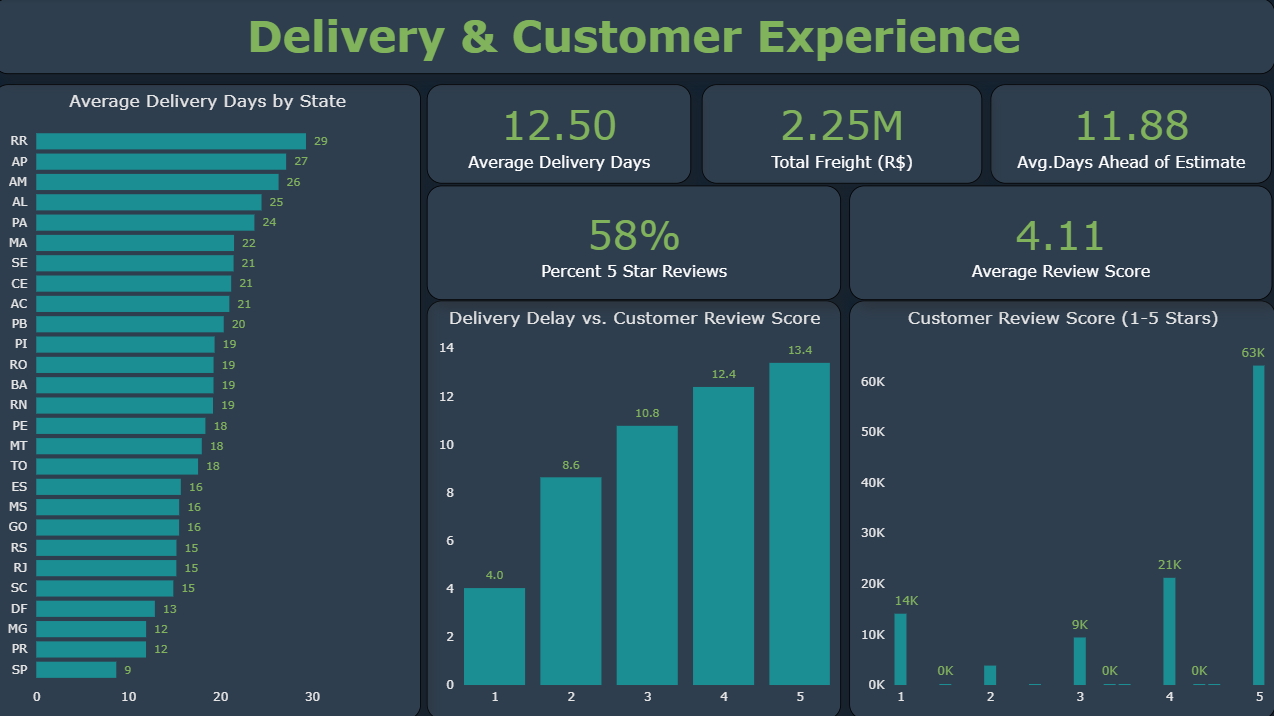 Delivery & Customer Experience
Average Delivery Days by State
RR 29
AP 27
AM 26
AL 25
PA 24
MA 22
SE 21
CE 21
AC 21
PB 20
PI 19
RO 19
BA 19
RN 19
PE 18
MT 18
TO 18
ES 16
MS 16
GO 16
RS 15
RJ 15
SC 15
DF 13
MG 12
PR 12
SP 9
0 10 20 30
12.50
Average Delivery Days
2.25M
Total Freight (R$)
11.88
Avg.Days Ahead of Estimate
58%
Percent 5 Star Reviews
4.11
Average Review Score
Delivery Delay vs. Customer Review Score
14
12
10
8
6
4
2
0
4.0
8.6
10.8
12.4
13.4
1 2 3 4 5
Customer Review Score (1-5 Stars)
60K
50K
40K
30K
20K
10K
0K
14K
0K
9K
0K
21K
0K
63K
1 2 3 4 5